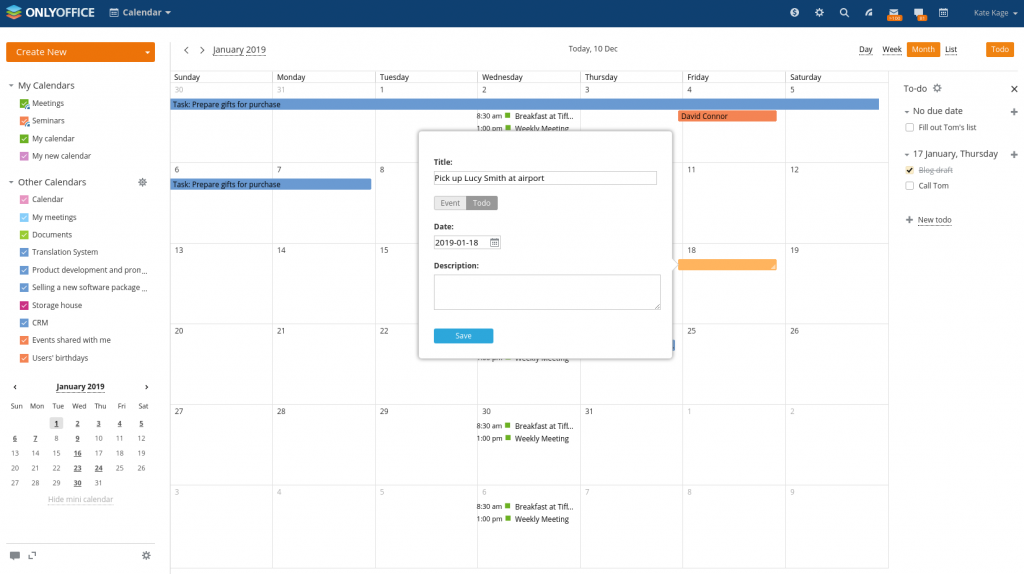 ONLYOFFICE Calendar Kate Kage
Create New
January 2019 Today, 10 Dec Day Week Month List Todo
My Calendars
Meetings
Seminars
My calendar
My new calendar
Other Calendars
Calendar
My meetings
Documents
Translation System
Product development and pron...
Selling a new software package ...
Storage house
CRM
Events shared with me
Users' birthdays
January 2019
Sun Mon Tue Wed Thu Fri Sat
1 2 3 4 5
6 7 8 9 10 11 12
13 14 15 16 17 18 19
20 21 22 23 24 25 26
27 28 29 30 31
Hide mini calendar
Sunday Monday Tuesday Wednesday Thursday Friday Saturday
30 31 1 2 3 4 5
Task: Prepare gifts for purchase
8:30 am Breakfast at Tifl... David Connor
1:00 pm Weekly Meeting
6 7 8 11 12
Task: Prepare gifts for purchase
13 14 15 18 19
20 21 22 25 26
Weekly Meeting
27 28 29 30 31 1 2
8:30 am Breakfast at Tifl...
1:00 pm Weekly Meeting
3 4 5 6 7 8 9
8:30 am Breakfast at Tifl...
1:00 pm Weekly Meeting
Title:
Pick up Lucy Smith at airport
Event Todo
Date:
2019-01-18
Description:
Save
To-do
No due date
Fill out Tom's list
17 January, Thursday
Blog draft
Call Tom
New todo